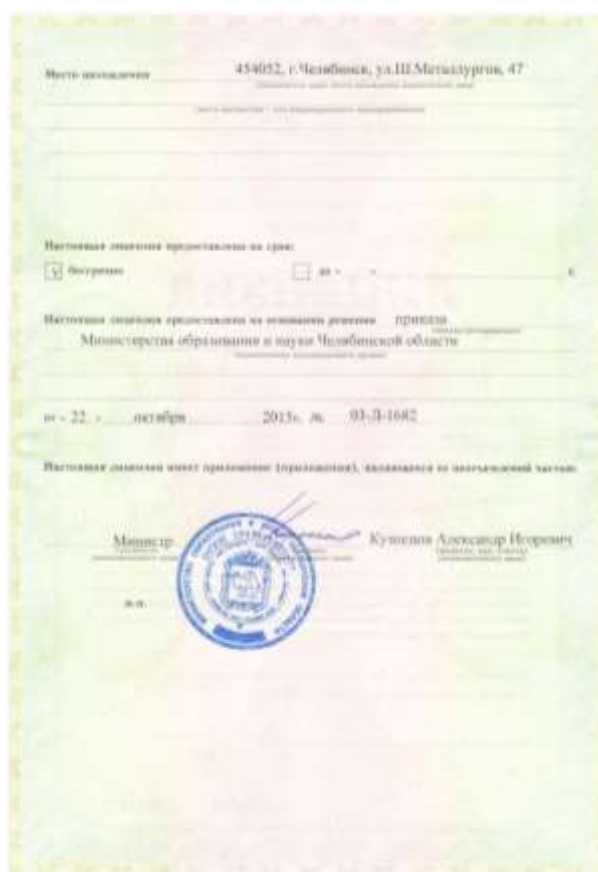 Место нахождения 454052, г.Челябинск, ул.Ш.Металлургов, 47
Настоящая лицензия предоставлена на срок:
бессрочно до « » г.
Настоящая лицензия предоставлена на основании решения приказа
Министерства образования и науки Челябинской области
от « 22 » октября 2015г. № 03-Л-1682
Настоящая лицензия имеет приложение (приложения), являющееся ее неотъемлемой частью
Министр Кузнецов Александр Игоревич
м.п.